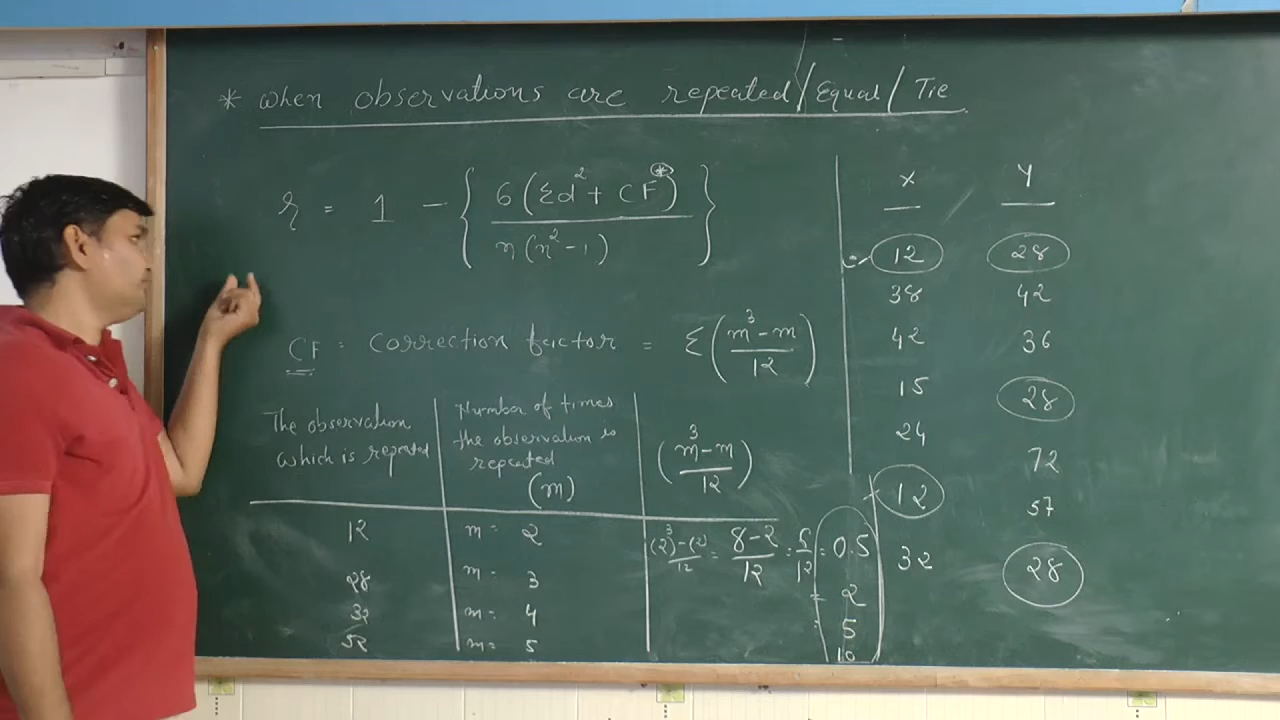 * When observations are repeated/Equal/Tie
r = 1 - { 6(Σd² + CF*) / n(n² - 1) }
CF = Correction factor = Σ( m³ - m / 12 )
The observation which is repeated
Number of times the observation is repeated (m)
( m³ - m / 12 )
12 m = 2 (2)³ - (2) / 12 = 8 - 2 / 12 = 6 / 12 = 0.5
28 m = 3 = 2
32 m = 4 = 5
52 m = 5 10
X Y
12 28
38 42
42 36
15 28
24 72
12 57
32 28